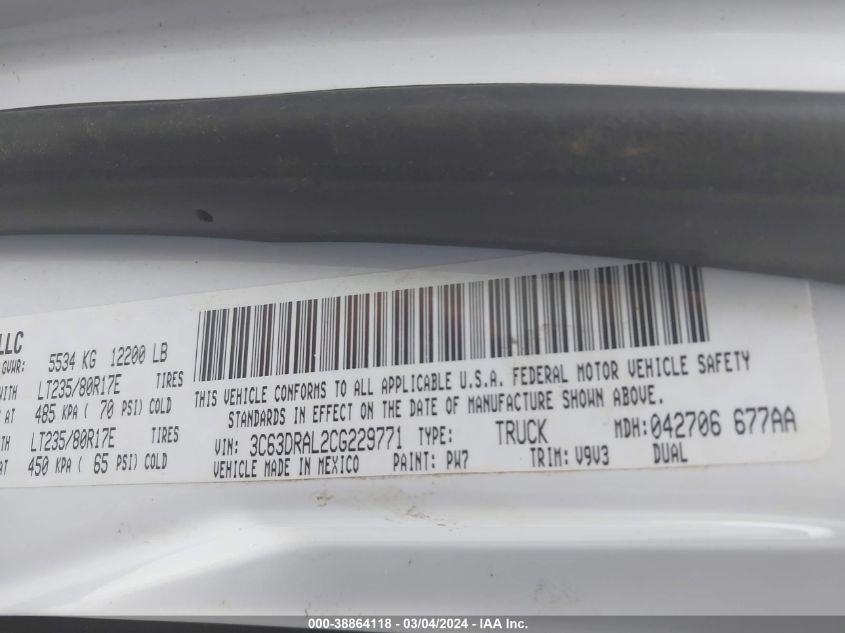 LLC
GVWR: 5534 KG 12200 LB
WITH LT235/80R17E TIRES
AT 485 KPA ( 70 PSI) COLD
WITH LT235/80R17E TIRES
AT 450 KPA ( 65 PSI) COLD
THIS VEHICLE CONFORMS TO ALL APPLICABLE U.S.A. FEDERAL MOTOR VEHICLE SAFETY
STANDARDS IN EFFECT ON THE DATE OF MANUFACTURE SHOWN ABOVE.
VIN: 3C63DRAL2CG229771 TYPE: TRUCK MDH: 042706 677AA
VEHICLE MADE IN MEXICO PAINT: PW7 TRIM: V9V3 DUAL
000-38864118 - 03/04/2024 - IAA Inc.